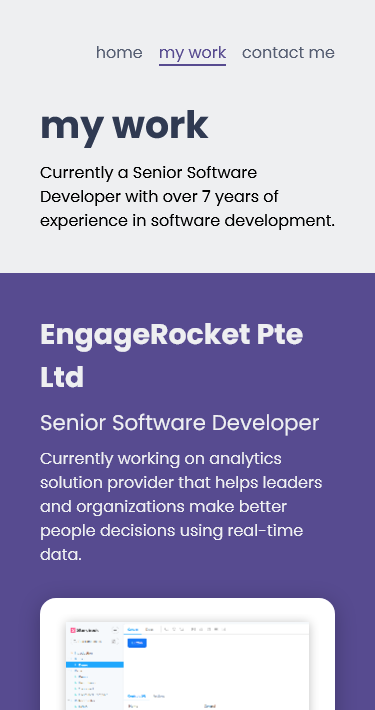 home my work contact me
my work
Currently a Senior Software
Developer with over 7 years of
experience in software development.
EngageRocket Pte
Ltd
Senior Software Developer
Currently working on analytics
solution provider that helps leaders
and organizations make better
people decisions using real-time
data.